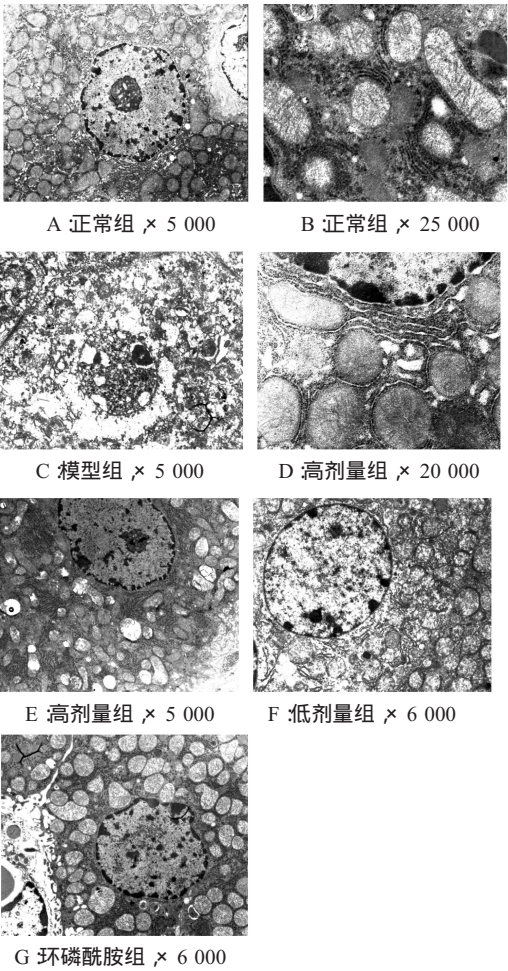 A :正常组 ,× 5 000
B :正常组 ,× 25 000
C :模型组 ,× 5 000
D :高剂量组 ,× 20 000
E :高剂量组 ,× 5 000
F :低剂量组 ,× 6 000
G :环磷酰胺组 ,× 6 000